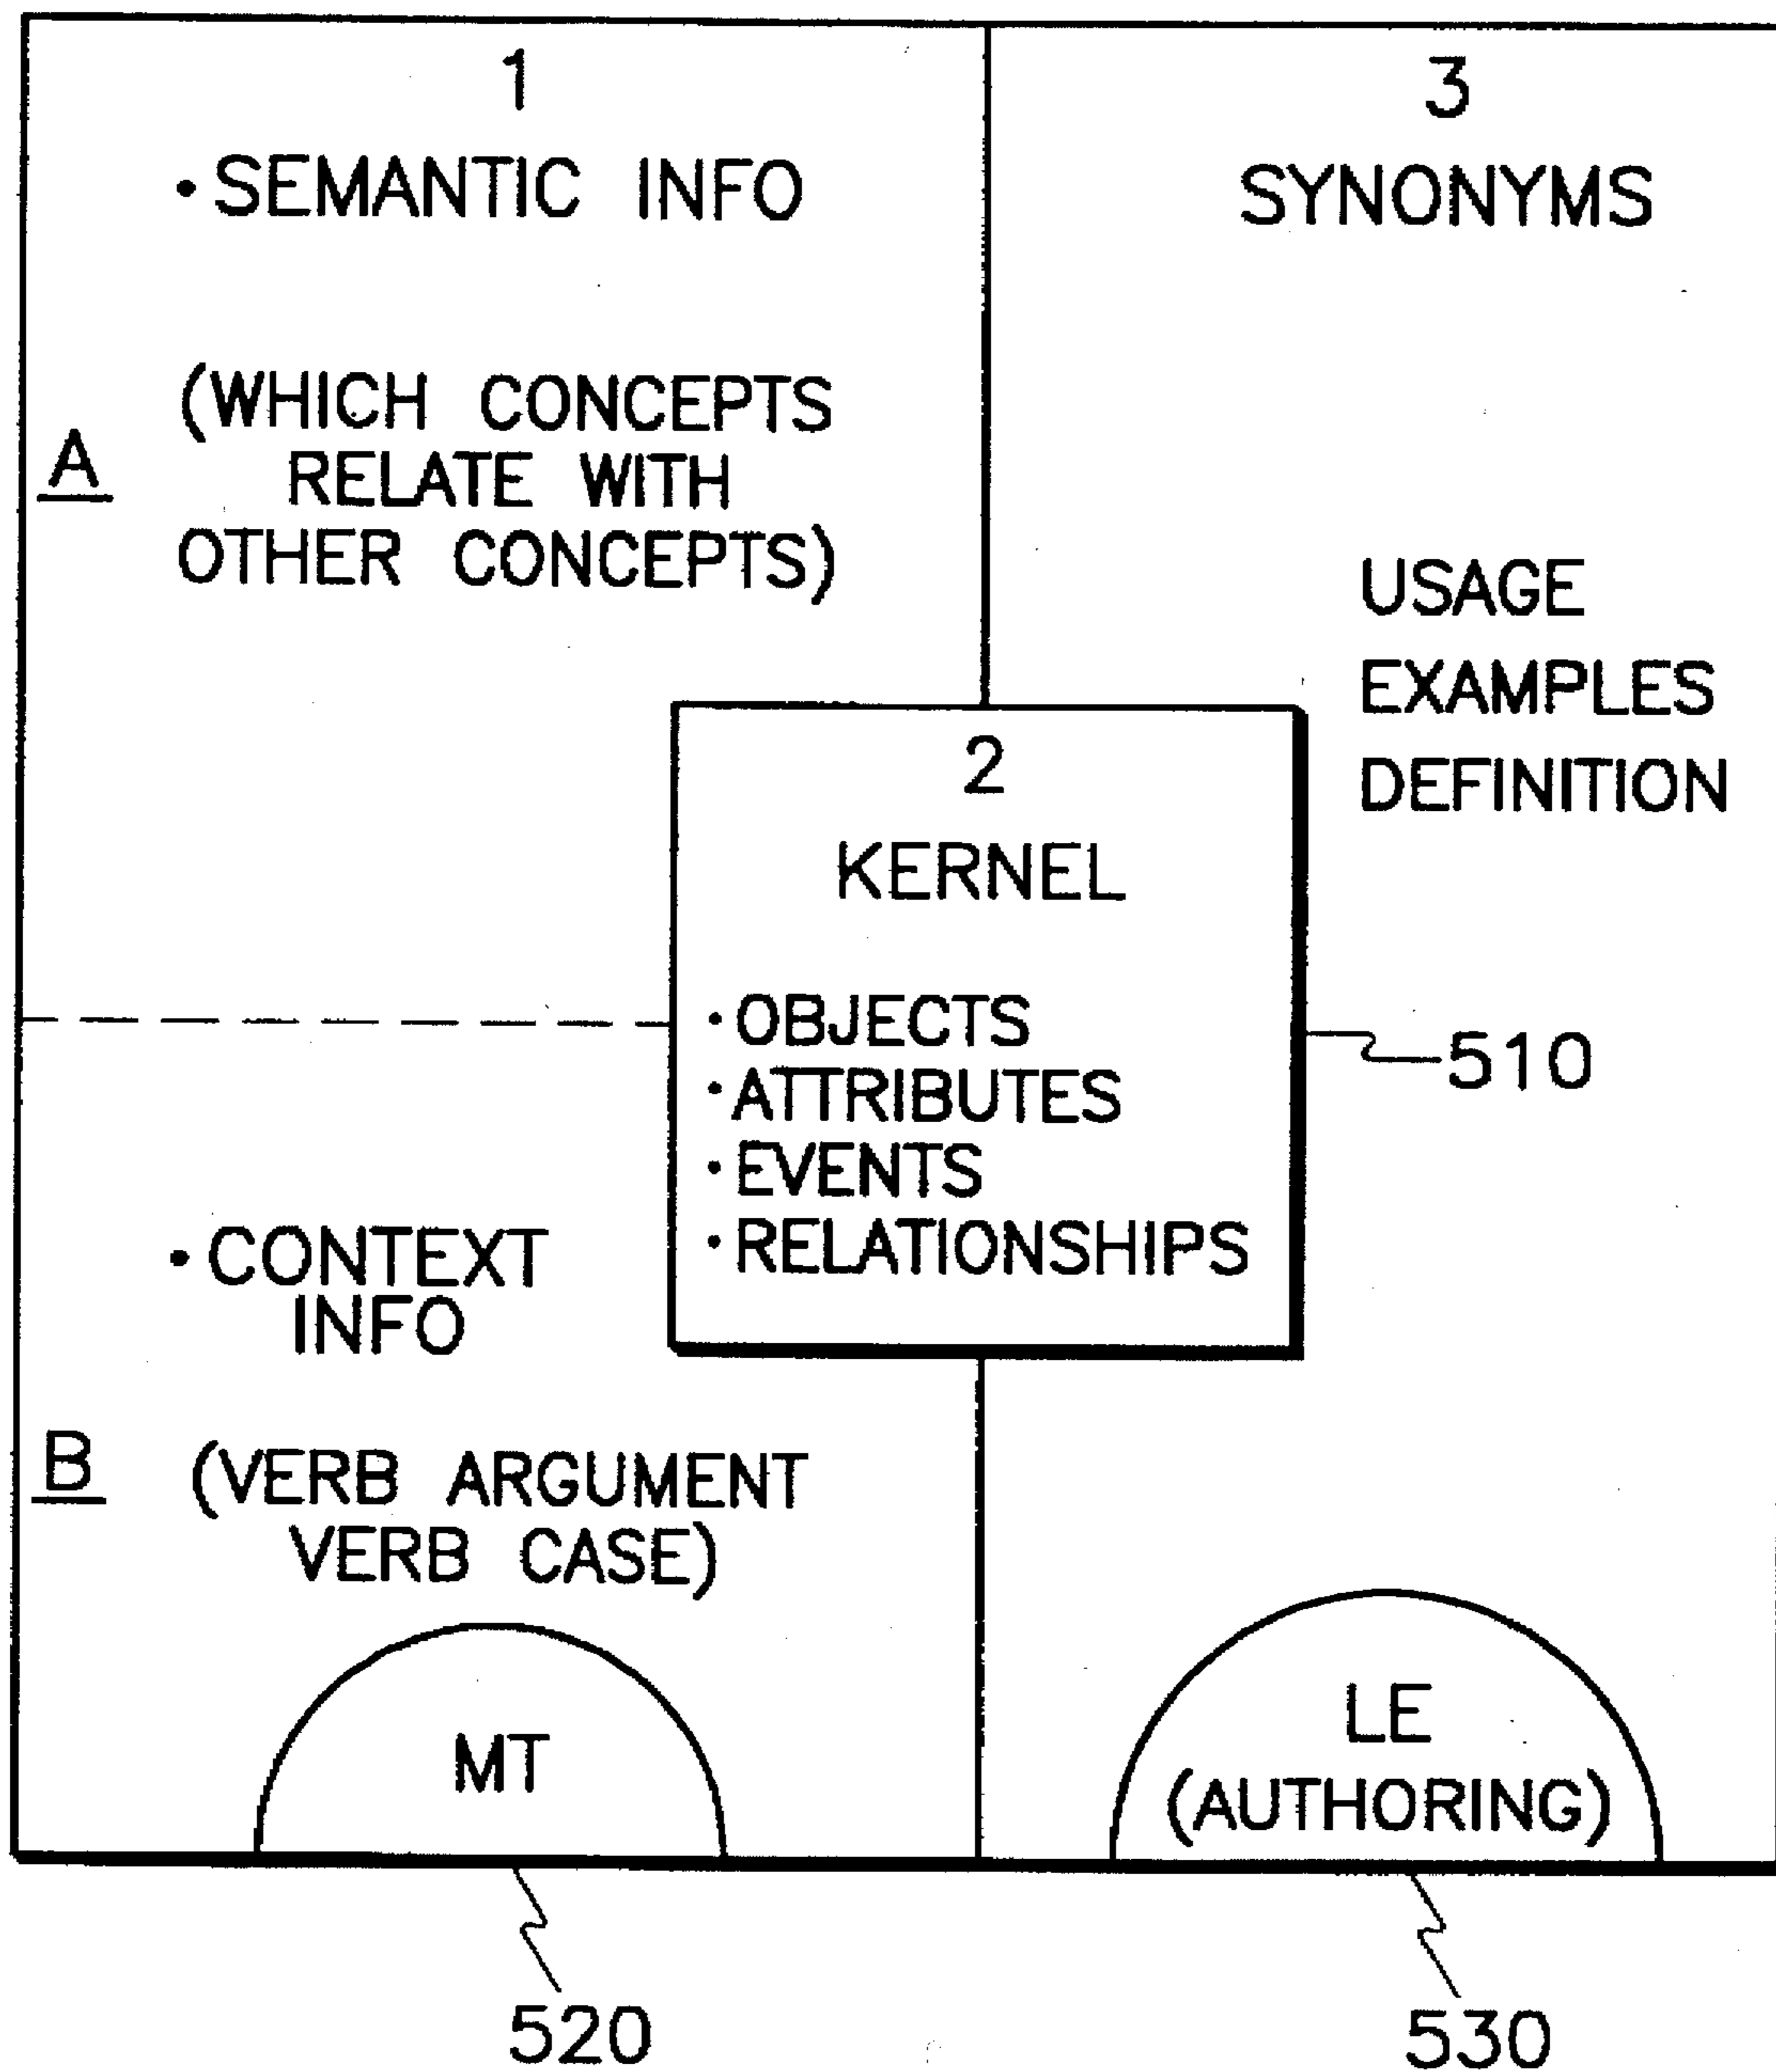 1
• SEMANTIC INFO
A
(WHICH CONCEPTS
RELATE WITH
OTHER CONCEPTS)
3
SYNONYMS
USAGE
EXAMPLES
DEFINITION
2
KERNEL
• OBJECTS
• ATTRIBUTES
• EVENTS
• RELATIONSHIPS
510
• CONTEXT
INFO
B
(VERB ARGUMENT
VERB CASE)
MT
LE
(AUTHORING)
520
530